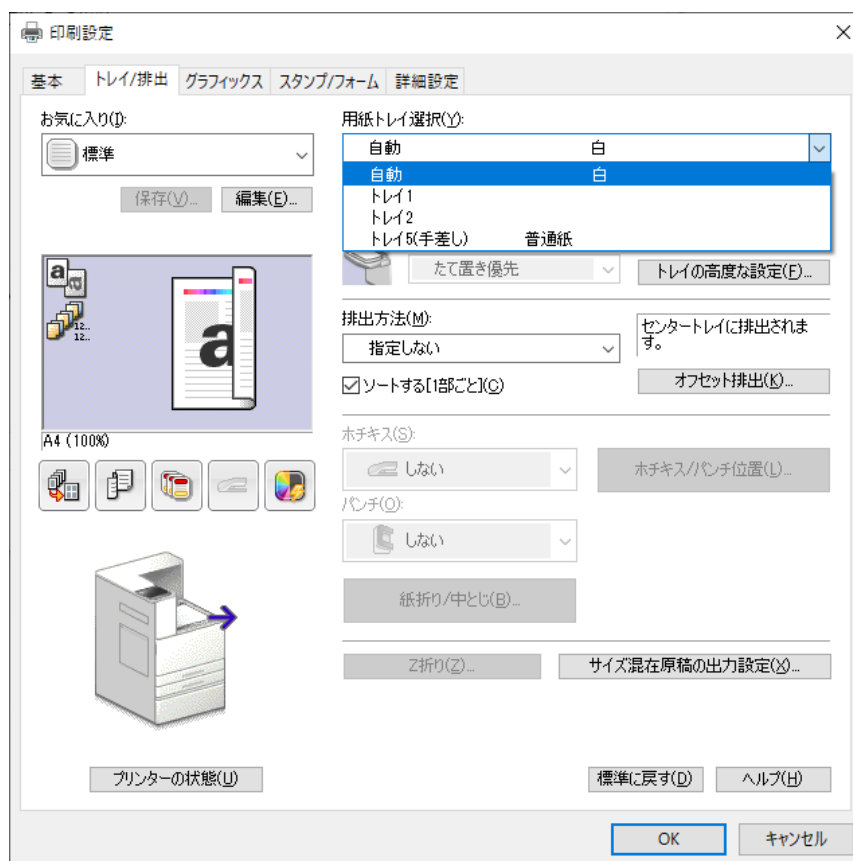 印刷設定
基本 トレイ/排出 グラフィックス スタンプ/フォーム 詳細設定
お気に入り(I):
標準
保存(V)... 編集(E)...
a a
12..
12..
a
A4 (100%)
プリンターの状態(U)
用紙トレイ選択(Y):
自動 白
自動 白
トレイ1
トレイ2
トレイ5(手差し) 普通紙
たて置き優先 トレイの高度な設定(F)...
排出方法(M):
指定しない
センタートレイに排出されま
す。
ソートする[1部ごと](C) オフセット排出(K)...
ホチキス(S):
しない ホチキス/パンチ位置(L)...
パンチ(O):
しない
紙折り/中とじ(B)...
Z折り(Z)... サイズ混在原稿の出力設定(X)...
標準に戻す(D) ヘルプ(H)
OK キャンセル